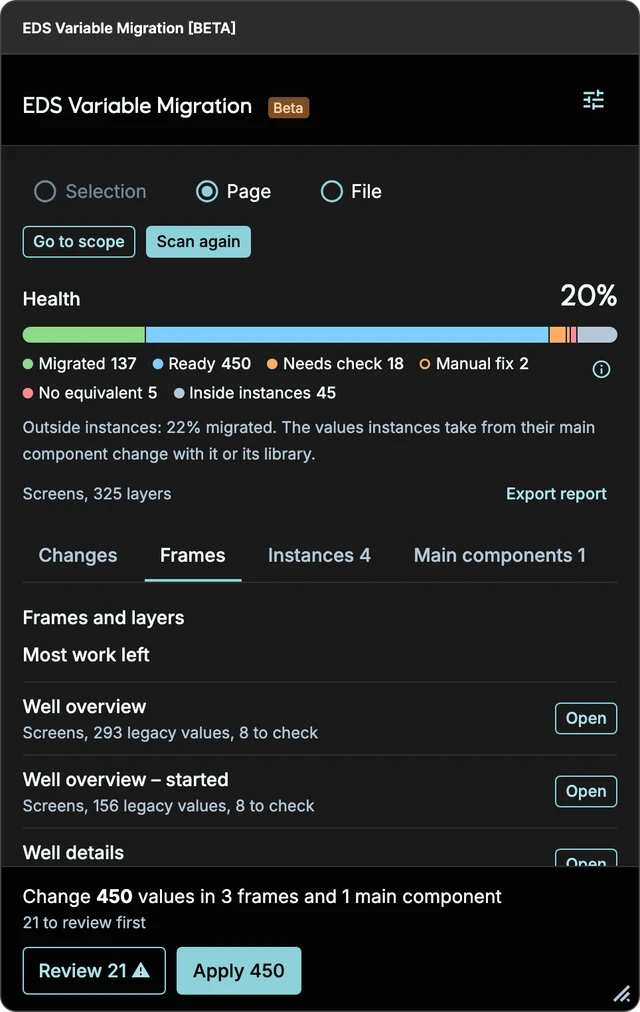 EDS Variable Migration [BETA]
EDS Variable Migration Beta
Selection Page File
Go to scope Scan again
Health 20%
Migrated 137 Ready 450 Needs check 18 Manual fix 2
No equivalent 5 Inside instances 45
Outside instances: 22% migrated. The values instances take from their main
component change with it or its library.
Screens, 325 layers Export report
Changes Frames Instances 4 Main components 1
Frames and layers
Most work left
Well overview
Screens, 293 legacy values, 8 to check
Open
Well overview – started
Screens, 156 legacy values, 8 to check
Open
Well details
Open
Change 450 values in 3 frames and 1 main component
21 to review first
Review 21 Apply 450